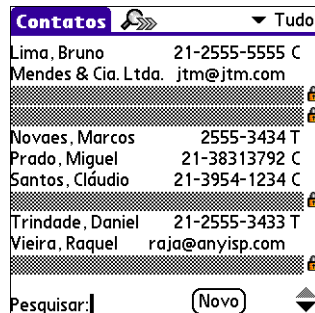 Contatos Tudo
Lima, Bruno 21-2555-5555 C
Mendes & Cia. Ltda. jtm@jtm.com
Novaes, Marcos 2555-3434 T
Prado, Miguel 21-38313792 C
Santos, Cláudio 21-3954-1234 C
Trindade, Daniel 21-2555-3433 T
Vieira, Raquel raja@anyisp.com
Pesquisar: Novo